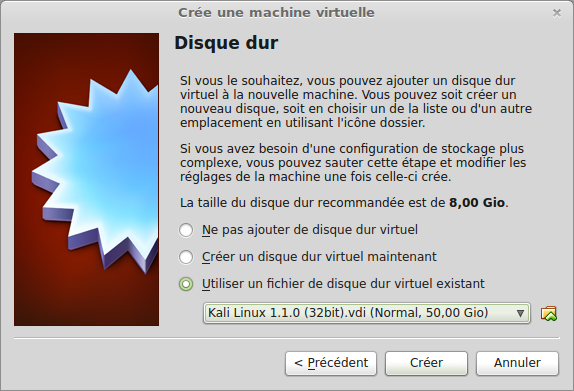 Crée une machine virtuelle
Disque dur
SI vous le souhaitez, vous pouvez ajouter un disque dur
virtuel à la nouvelle machine. Vous pouvez soit créer un
nouveau disque, soit en choisir un de la liste ou d'un autre
emplacement en utilisant l'icône dossier.
Si vous avez besoin d'une configuration de stockage plus
complexe, vous pouvez sauter cette étape et modifier les
réglages de la machine une fois celle-ci crée.
La taille du disque dur recommandée est de 8,00 Gio.
Ne pas ajouter de disque dur virtuel
Créer un disque dur virtuel maintenant
Utiliser un fichier de disque dur virtuel existant
Kali Linux 1.1.0 (32bit).vdi (Normal, 50,00 Gio)
< Précédent Créer Annuler